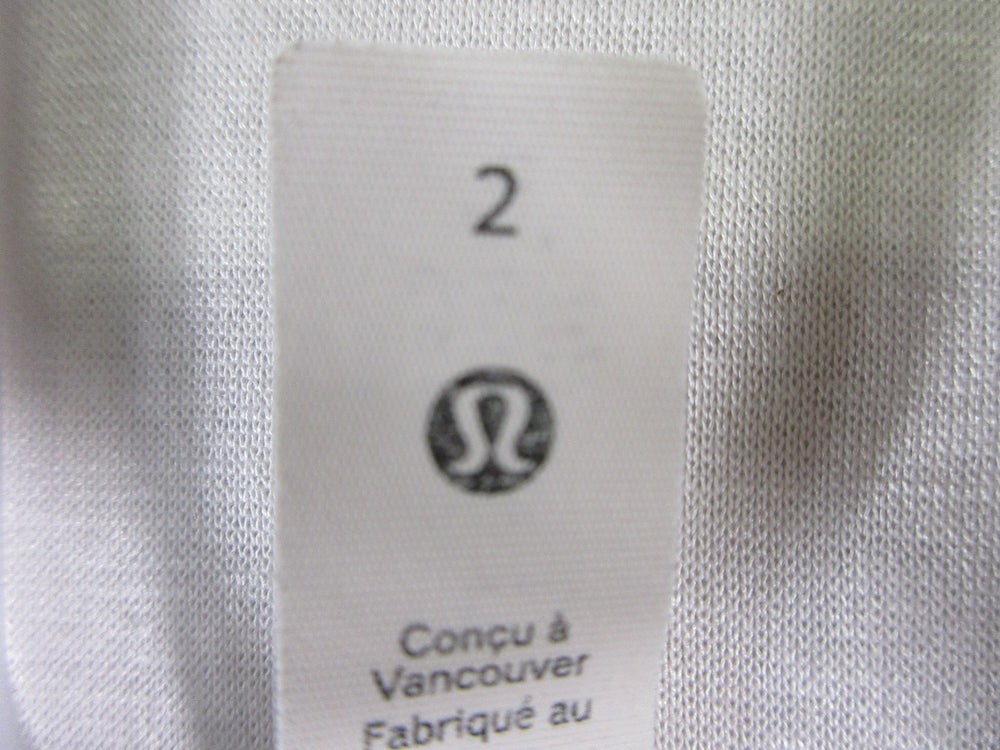 2
Conçu à
Vancouver
Fabriqué au